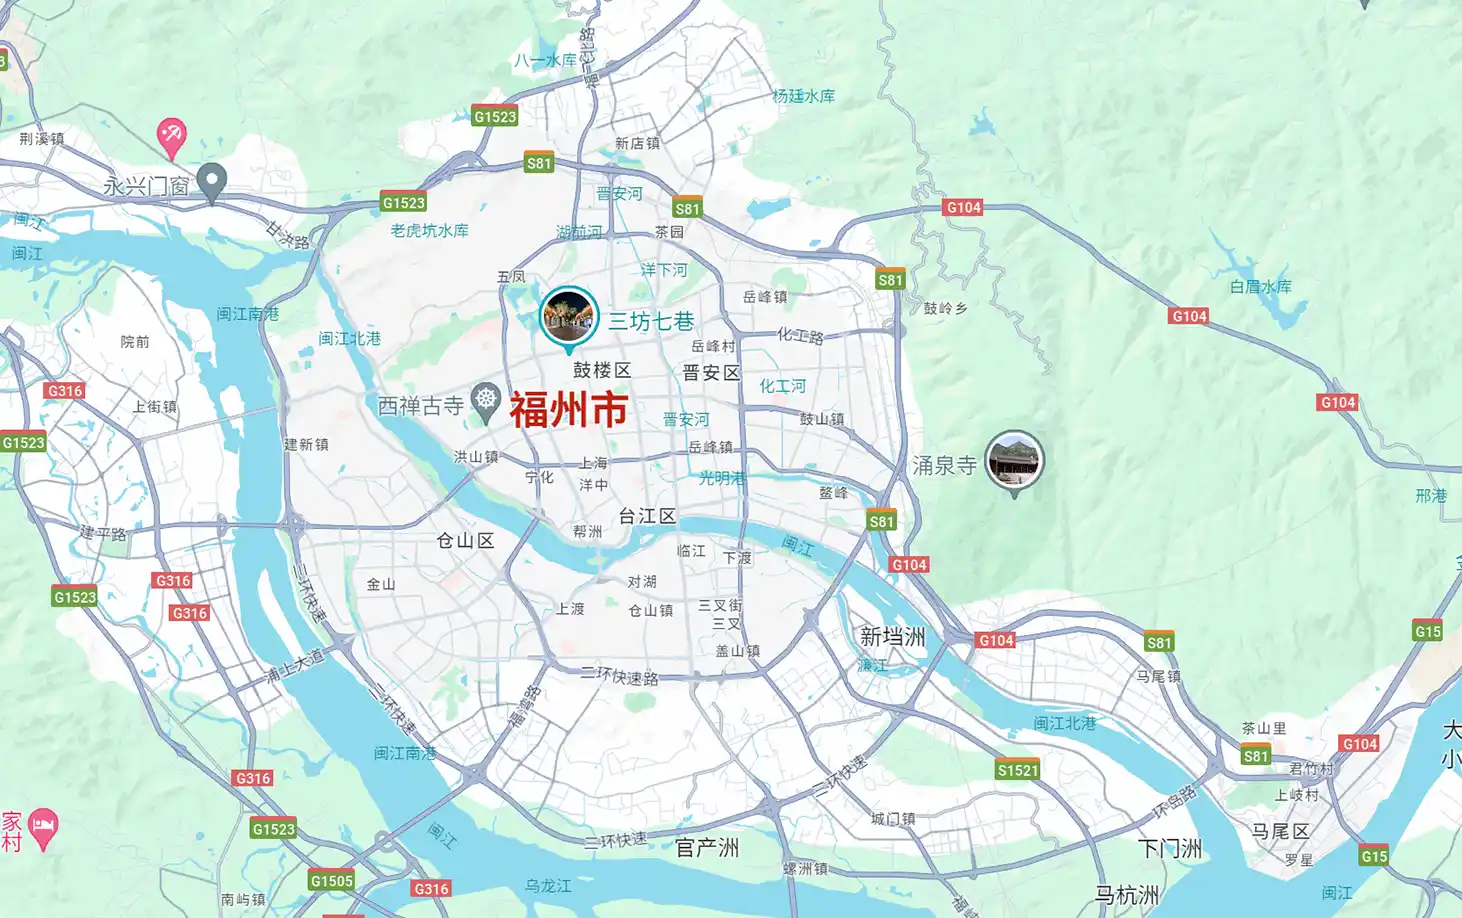 福飞北路
八一水库
杨廷水库
G1523
荆溪镇
新店镇
S81
永兴门窗
晋安河
G1523
S81
G104
闽江
甘洪路
老虎坑水库
湖前河
茶园
闽江
洋下河
五凤
S81
白眉水库
岳峰镇
鼓岭乡
闽江南港
三坊七巷
G104
闽江北港
化工路
院前
岳峰村
鼓楼区
晋安区
化工河
G316
西禅古寺
福州市
G104
上街镇
晋安河
鼓山镇
G1523
建新镇
岳峰镇
洪山镇
上海
涌泉寺
宁化
光明港
洋中
鳌峰
邢港
台江区
S81
建平路
帮洲
仓山区
闽江
临江
下渡
G104
G316
金山
对湖
三环快速
G1523
G316
上渡
仓山镇
三叉街
三叉
G15
新垱洲
G104
S81
盖山镇
浦上大道
濂江
二环快速路
马尾镇
三环快速
福湾路
闽江北港
茶山里
G104
大
小
闽江南港
S81
S1521
君竹村
G316
三环快速
上岐村
环岛路
家
村
G1523
闽江
城门镇
马尾区
三环快速
官产洲
下门洲
罗星
G15
螺洲镇
G1505
G316
乌龙江
马杭洲
闽江
南屿镇